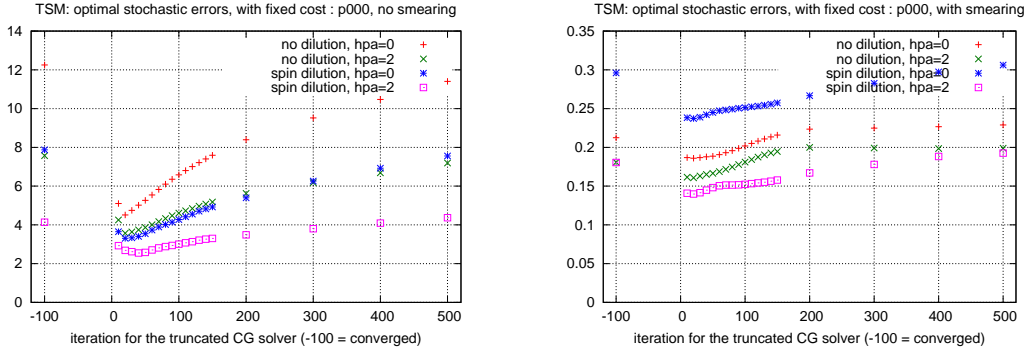 TSM: optimal stochastic errors, with fixed cost : p000, no smearing
no dilution, hpa=0
no dilution, hpa=2
spin dilution, hpa=0
spin dilution, hpa=2
14
12
10
8
6
4
2
0
-100 0 100 200 300 400 500
iteration for the truncated CG solver (-100 = converged)
TSM: optimal stochastic errors, with fixed cost : p000, with smearing
no dilution, hpa=0
no dilution, hpa=2
spin dilution, hpa=0
spin dilution, hpa=2
0.35
0.3
0.25
0.2
0.15
0.1
0.05
0
-100 0 100 200 300 400 500
iteration for the truncated CG solver (-100 = converged)